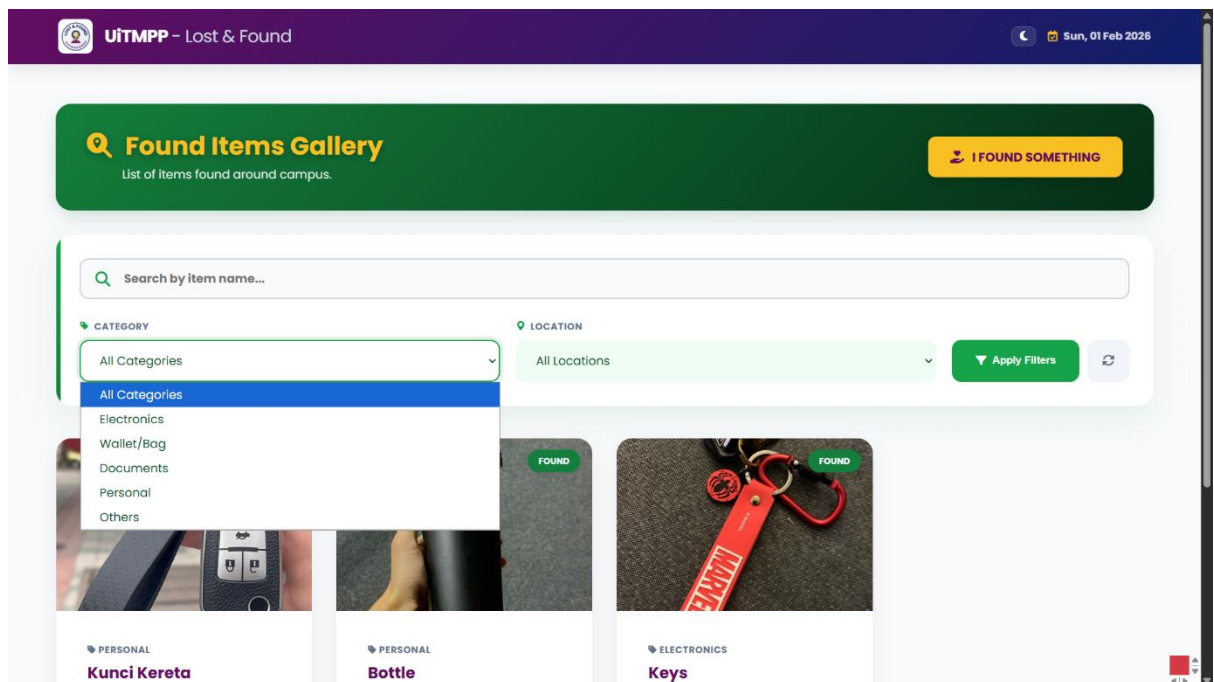 UiTMPP - Lost & Found
Sun, 01 Feb 2026
Found Items Gallery
List of items found around campus.
I FOUND SOMETHING
Search by item name...
CATEGORY
LOCATION
All Categories
All Locations
Apply Filters
All Categories
Electronics
Wallet/Bag
Documents
Personal
Others
FOUND
FOUND
MARVEL
PERSONAL
Kunci Kereta
PERSONAL
Bottle
ELECTRONICS
Keys